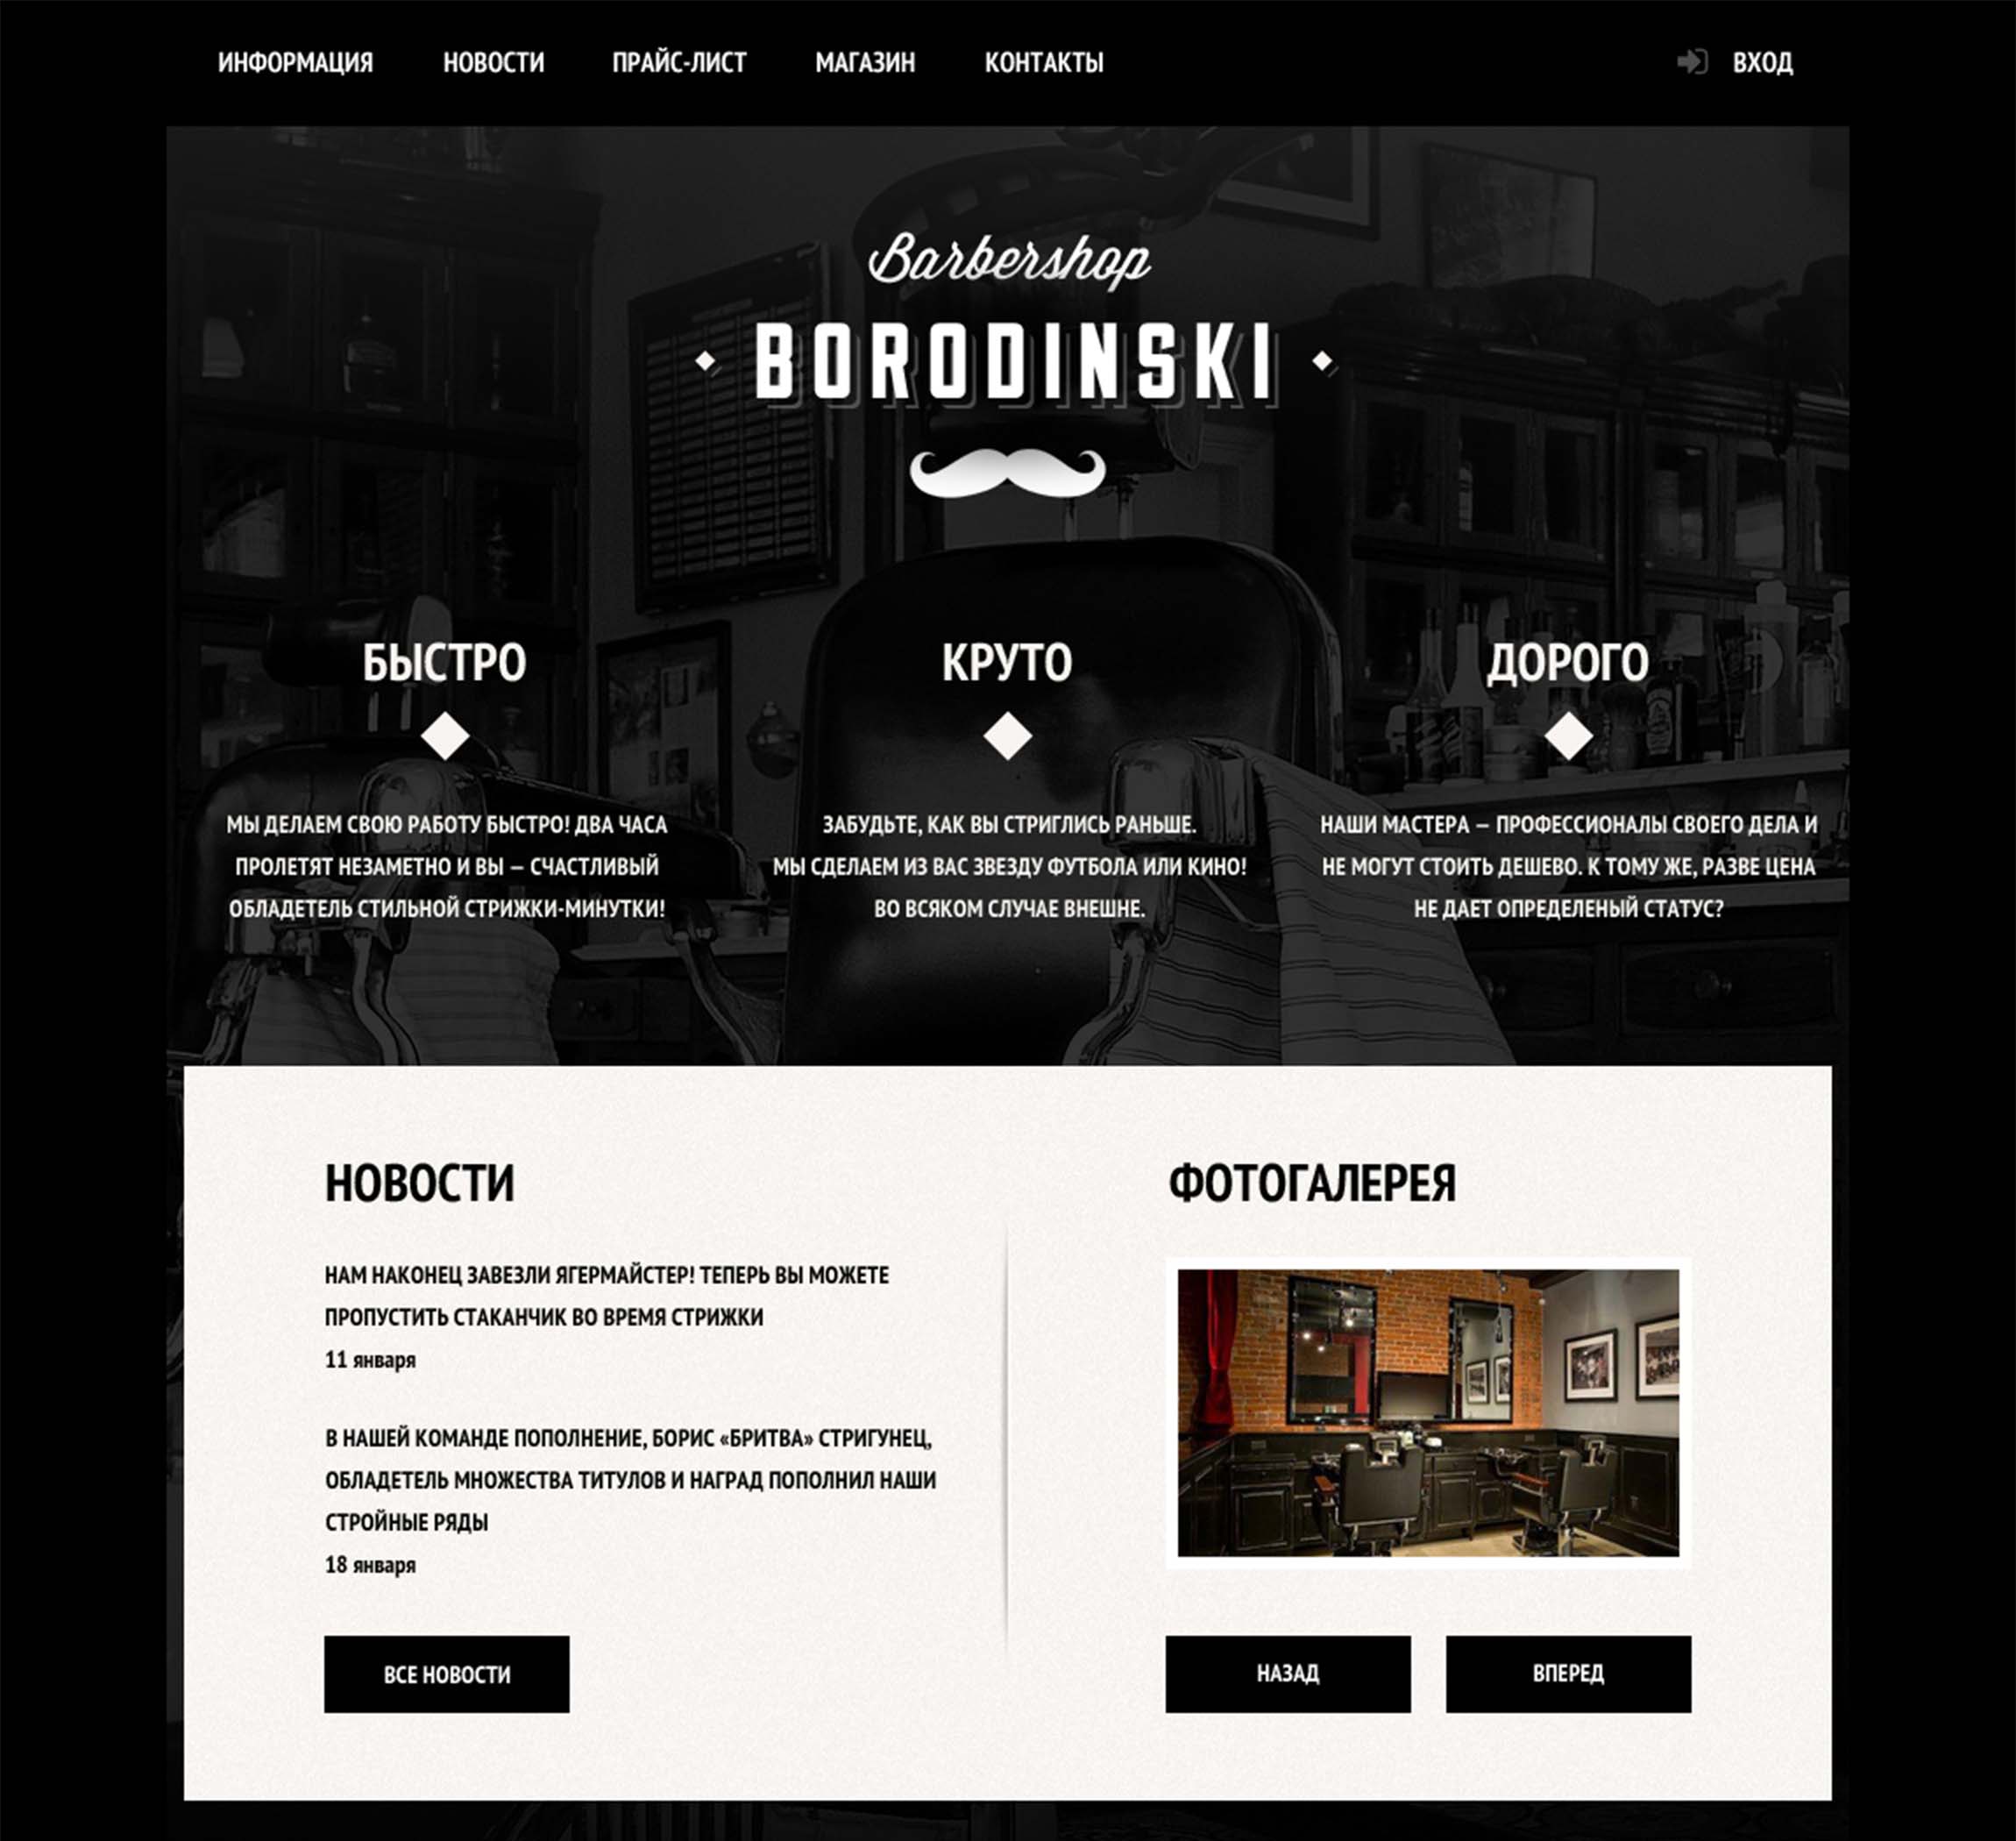 ИНФОРМАЦИЯ НОВОСТИ ПРАЙС-ЛИСТ МАГАЗИН КОНТАКТЫ ВХОД
Barbershop
BORODINSKI
БЫСТРО
МЫ ДЕЛАЕМ СВОЮ РАБОТУ БЫСТРО! ДВА ЧАСА
ПРОЛЕТЯТ НЕЗАМЕТНО И ВЫ — СЧАСТЛИВЫЙ
ОБЛАДЕТЕЛЬ СТИЛЬНОЙ СТРИЖКИ-МИНУТКИ!
КРУТО
ЗАБУДЬТЕ, КАК ВЫ СТРИГЛИСЬ РАНЬШЕ.
МЫ СДЕЛАЕМ ИЗ ВАС ЗВЕЗДУ ФУТБОЛА ИЛИ КИНО!
ВО ВСЯКОМ СЛУЧАЕ ВНЕШНЕ.
ДОРОГО
НАШИ МАСТЕРА — ПРОФЕССИОНАЛЫ СВОЕГО ДЕЛА И
НЕ МОГУТ СТОИТЬ ДЕШЕВО. К ТОМУ ЖЕ, РАЗВЕ ЦЕНА
НЕ ДАЕТ ОПРЕДЕЛЕНЫЙ СТАТУС?
НОВОСТИ
НАМ НАКОНЕЦ ЗАВЕЗЛИ ЯГЕРМАЙСТЕР! ТЕПЕРЬ ВЫ МОЖЕТЕ
ПРОПУСТИТЬ СТАКАНЧИК ВО ВРЕМЯ СТРИЖКИ
11 января
В НАШЕЙ КОМАНДЕ ПОПОЛНЕНИЕ, БОРИС «БРИТВА» СТРИГУНЕЦ,
ОБЛАДЕТЕЛЬ МНОЖЕСТВА ТИТУЛОВ И НАГРАД ПОПОЛНИЛ НАШИ
СТРОЙНЫЕ РЯДЫ
18 января
ВСЕ НОВОСТИ
ФОТОГАЛЕРЕЯ
НАЗАД ВПЕРЕД